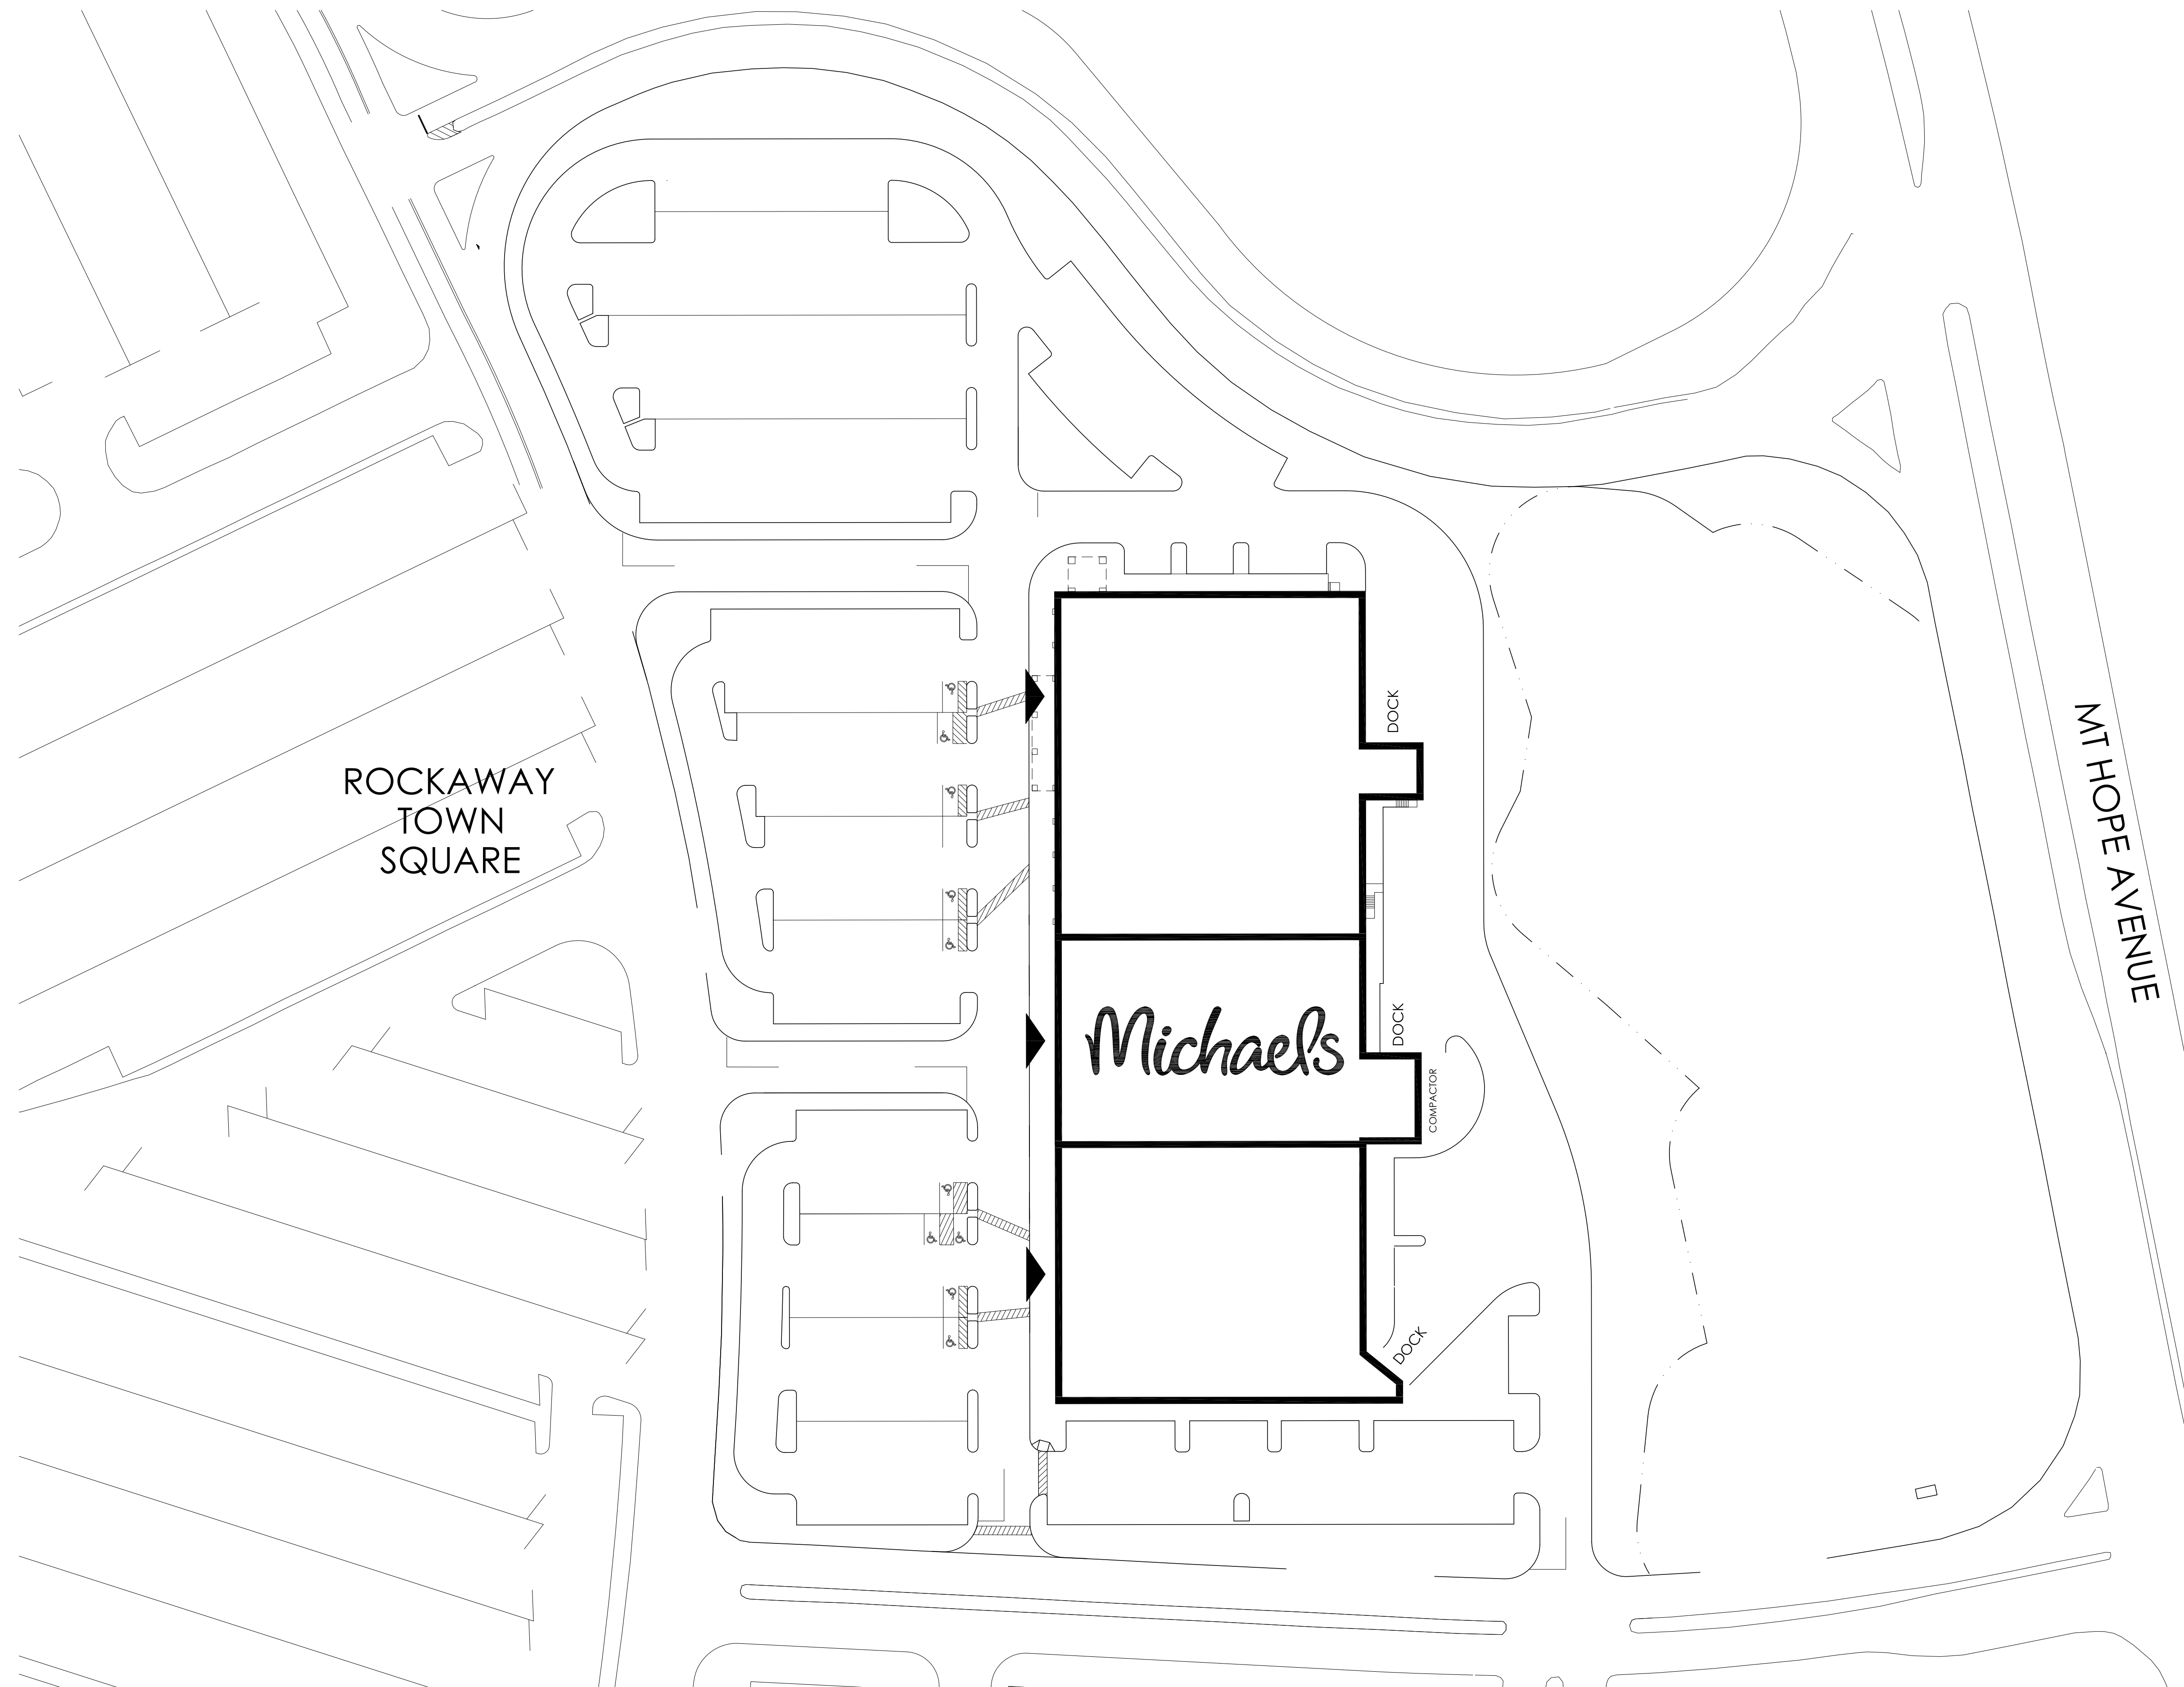 ROCKAWAY
TOWN
SQUARE
DOCK
MT HOPE AVENUE
Michaels
DOCK
COMPACTOR
DOCK